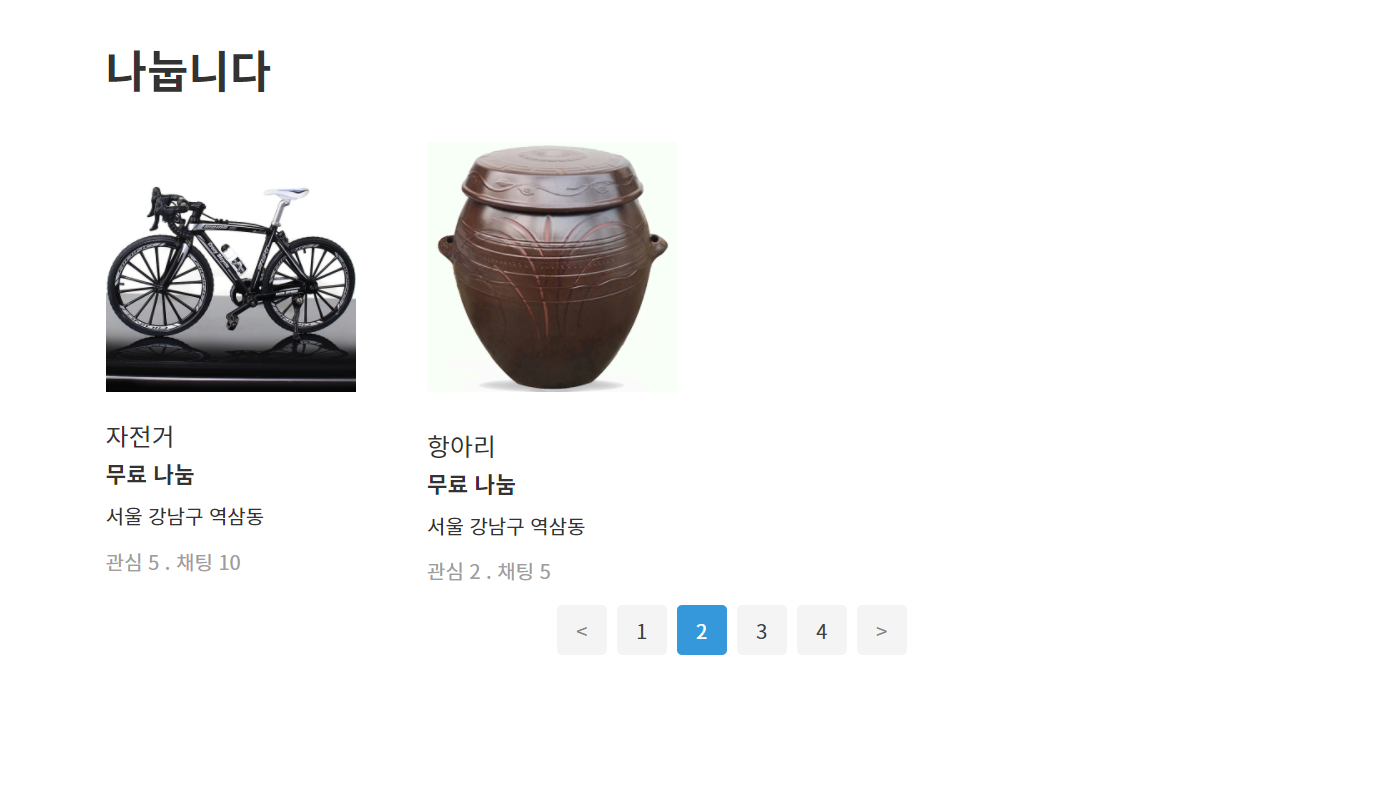 나눕니다
자전거
무료 나눔
서울 강남구 역삼동
관심 5 . 채팅 10
항아리
무료 나눔
서울 강남구 역삼동
관심 2 . 채팅 5
< 1 2 3 4 >